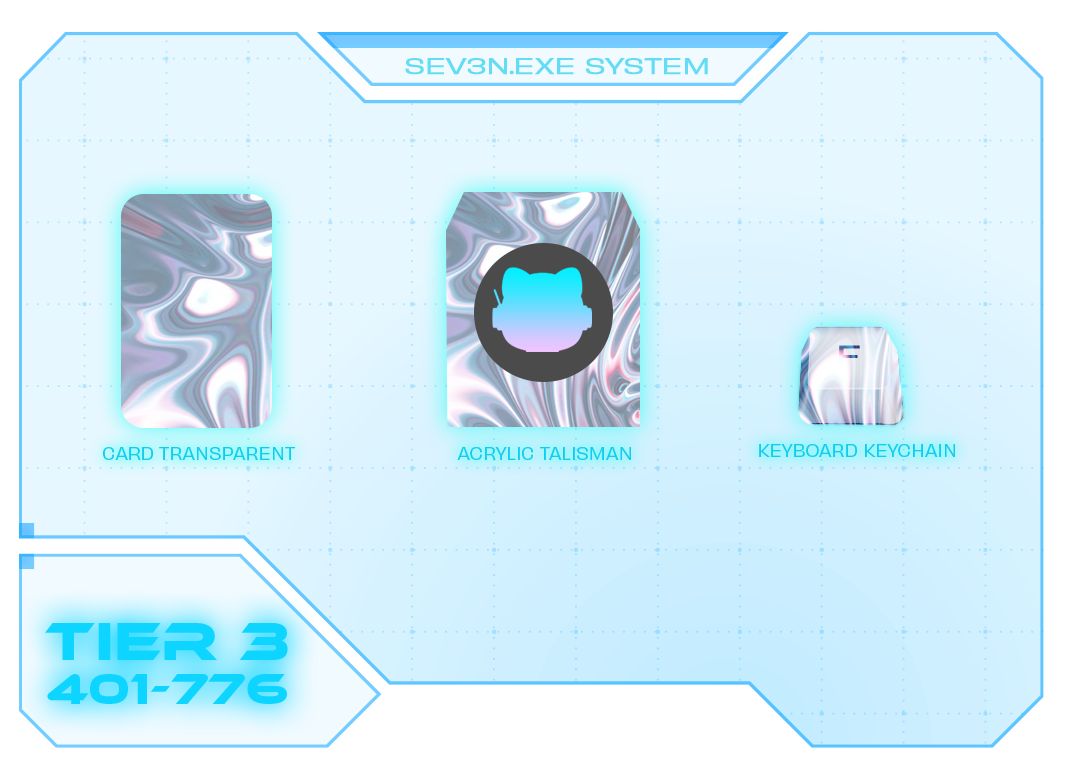 SEV3N.EXE SYSTEM
CARD TRANSPARENT
ACRYLIC TALISMAN
KEYBOARD KEYCHAIN
TIER 3
401-776